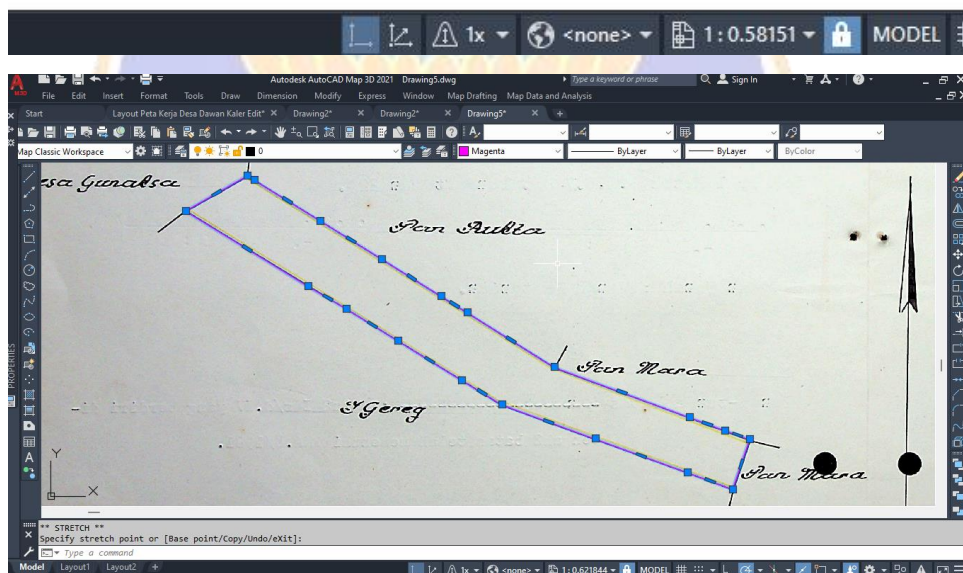 1x <none> 1:0.58151 MODEL
Autodesk AutoCAD Map 3D 2021 Drawing5.dwg Type a keyword or phrase Sign In
File Edit Insert Format Tools Draw Dimension Modify Express Window Map Drafting Map Data and Analysis
Start Layout Peta Kerja Desa Dawan Kaler Edit* Drawing2* Drawing2* Drawing5*
Map Classic Workspace 0 Magenta ByLayer ByLayer ByColor
esa Gunaksa
Pan Rukta
Pan Mara
I Gereg
Pan Mara
Y
X
PROPERTIES
** STRETCH **
Specify stretch point or [Base point/Copy/Undo/eXit]:
Type a command
Model Layout1 Layout2 + 1x <none> 1:0.621844 MODEL